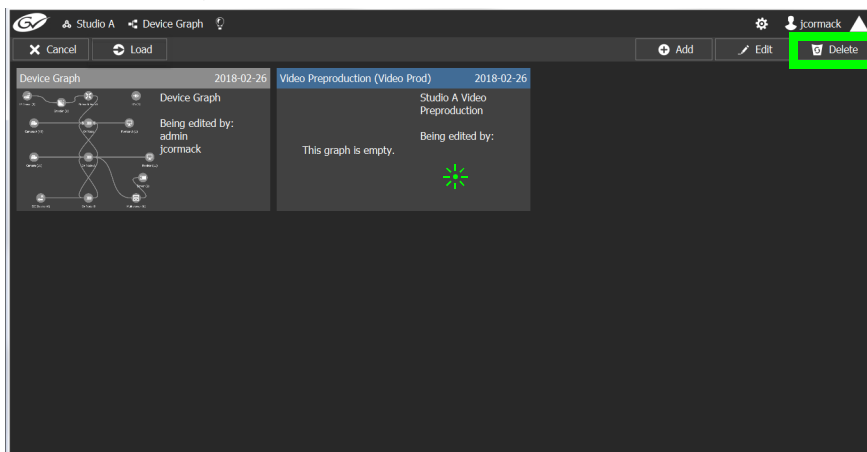 Studio A Device Graph jcormack
Cancel Load Add Edit Delete
Device Graph 2018-02-26
Device Graph
Being edited by:
admin
jcormack
Video Preproduction (Video Prod) 2018-02-26
Studio A Video
Preproduction
Being edited by:
This graph is empty.